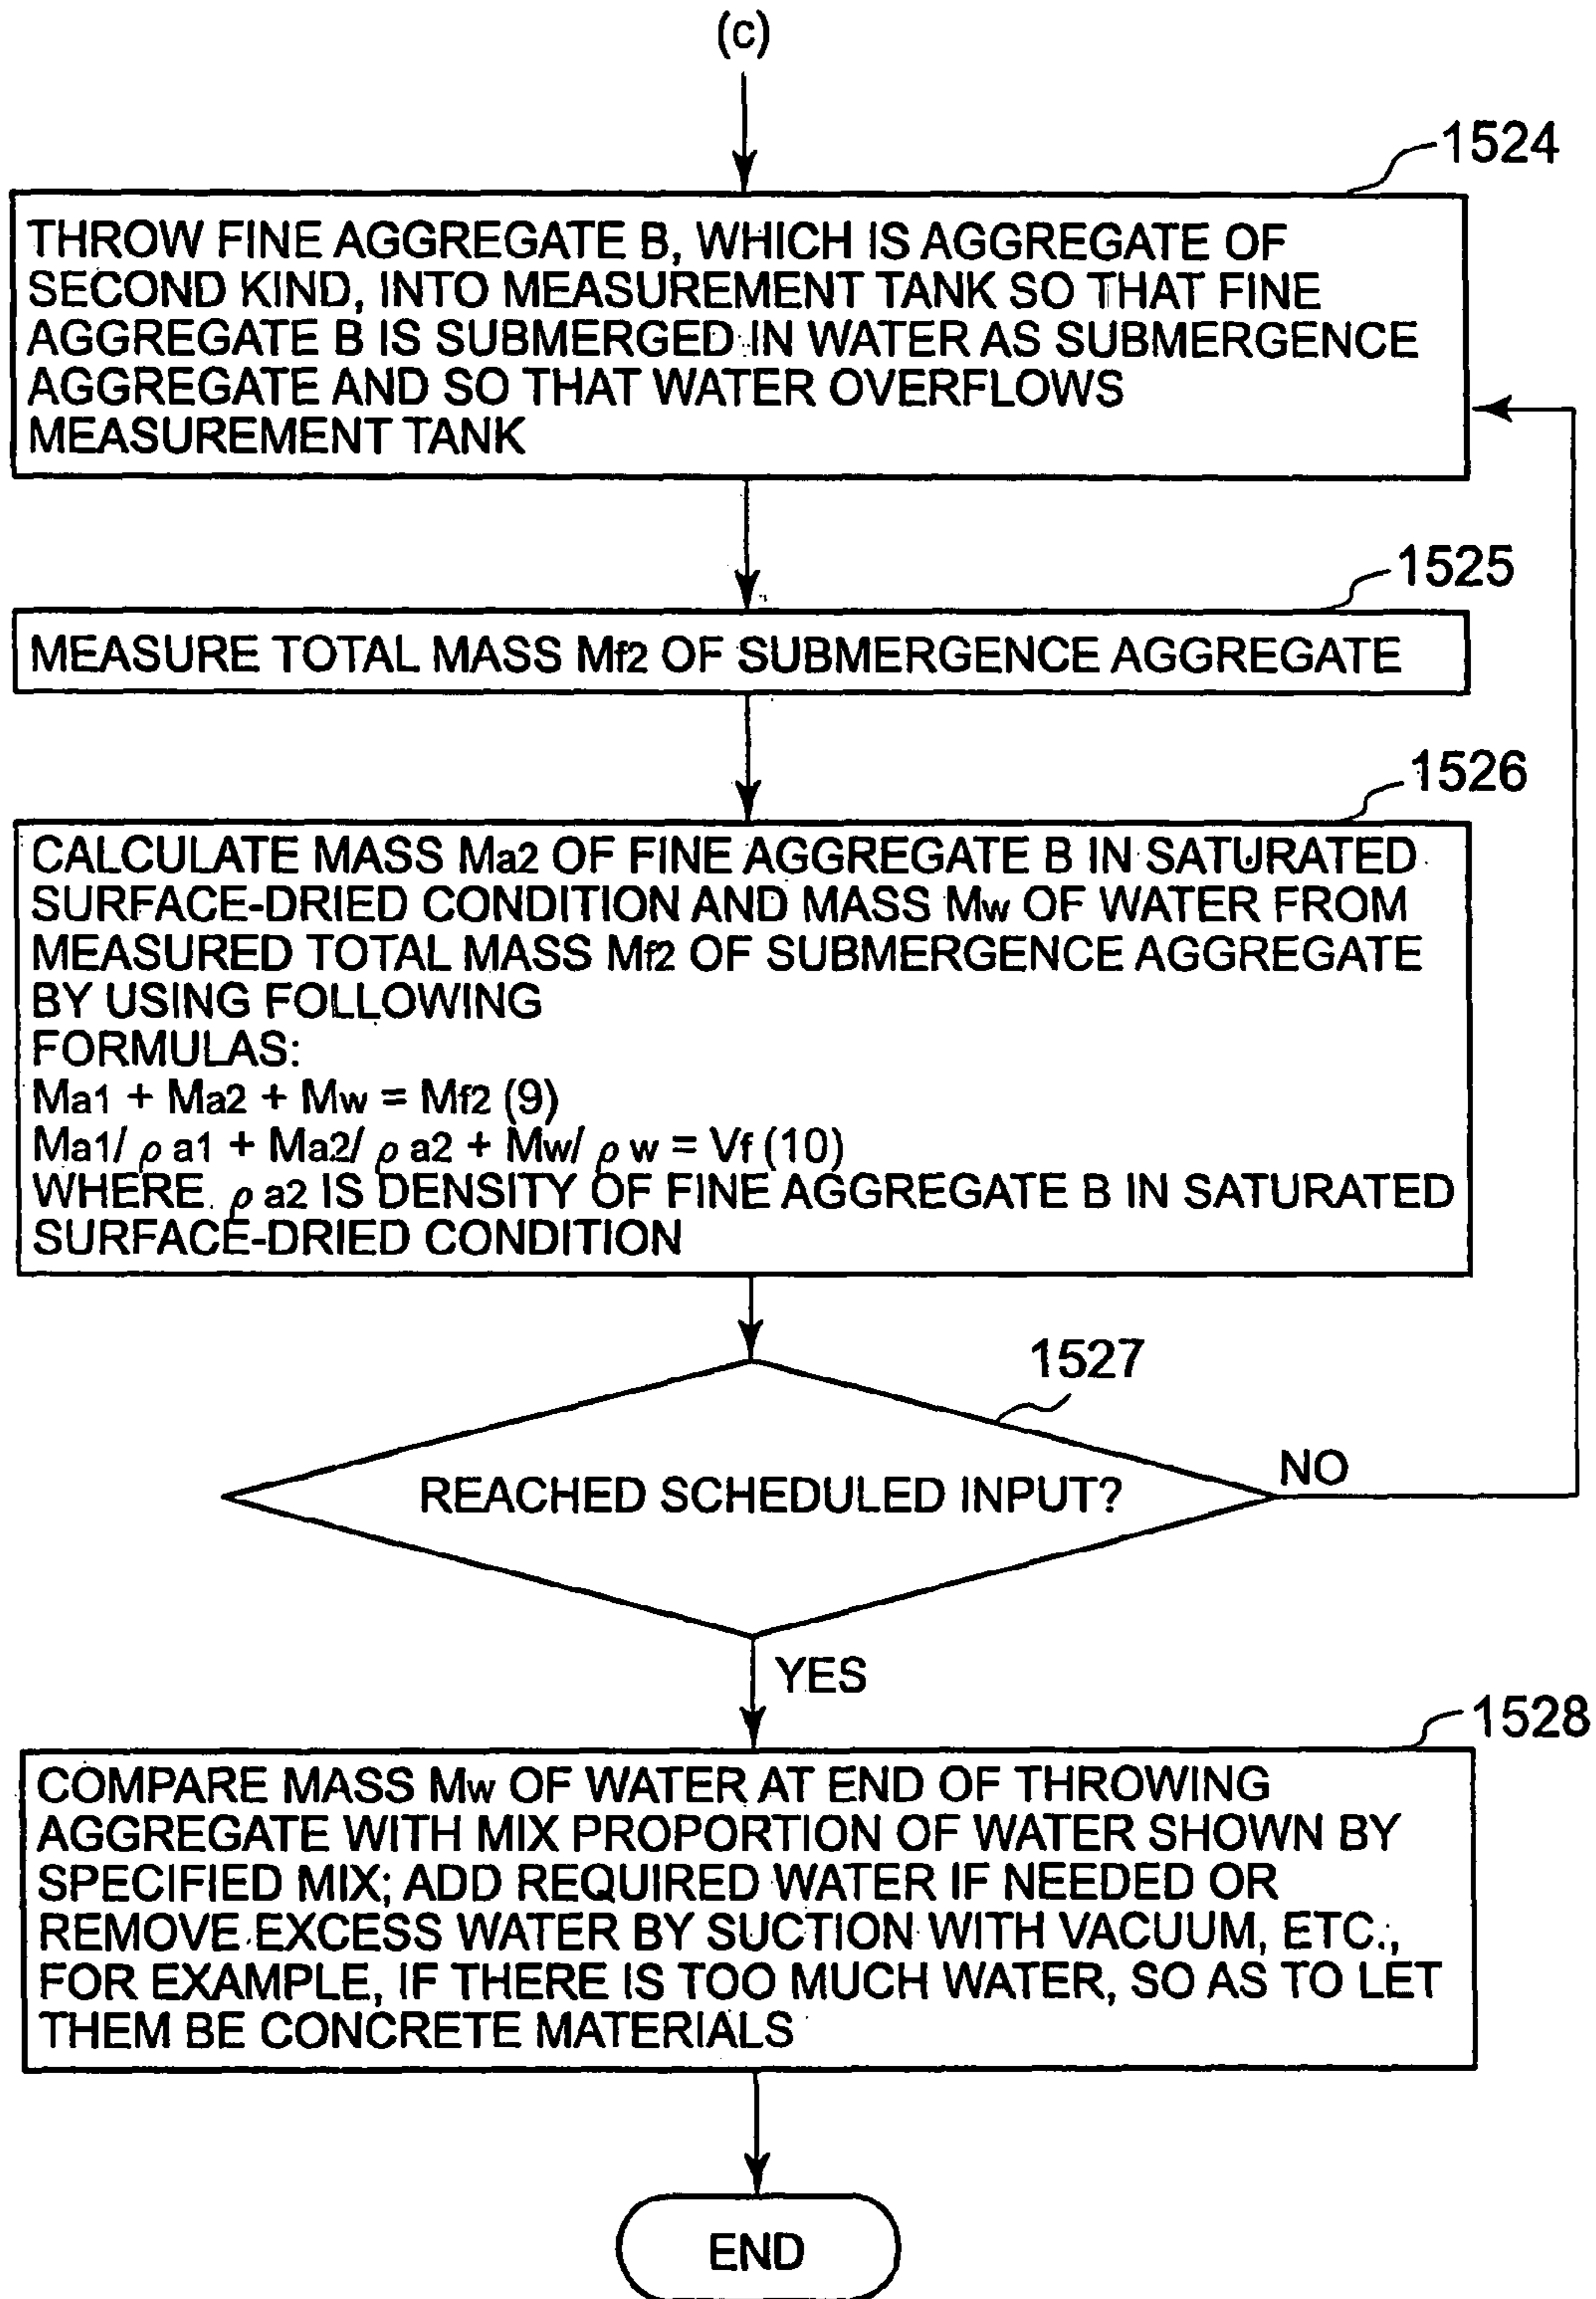 (c)
1524
THROW FINE AGGREGATE B, WHICH IS AGGREGATE OF
SECOND KIND, INTO MEASUREMENT TANK SO THAT FINE
AGGREGATE B IS SUBMERGED IN WATER AS SUBMERGENCE
AGGREGATE AND SO THAT WATER OVERFLOWS
MEASUREMENT TANK
1525
MEASURE TOTAL MASS Mf2 OF SUBMERGENCE AGGREGATE
1526
CALCULATE MASS Ma2 OF FINE AGGREGATE B IN SATURATED
SURFACE-DRIED CONDITION AND MASS Mw OF WATER FROM
MEASURED TOTAL MASS Mf2 OF SUBMERGENCE AGGREGATE
BY USING FOLLOWING
FORMULAS:
Ma1 + Ma2 + Mw = Mf2 (9)
Ma1/ ρ a1 + Ma2/ ρ a2 + Mw/ ρ w = Vf (10)
WHERE ρ a2 IS DENSITY OF FINE AGGREGATE B IN SATURATED
SURFACE-DRIED CONDITION
1527
REACHED SCHEDULED INPUT?
NO
YES
1528
COMPARE MASS Mw OF WATER AT END OF THROWING
AGGREGATE WITH MIX PROPORTION OF WATER SHOWN BY
SPECIFIED MIX; ADD REQUIRED WATER IF NEEDED OR
REMOVE EXCESS WATER BY SUCTION WITH VACUUM, ETC.,
FOR EXAMPLE, IF THERE IS TOO MUCH WATER, SO AS TO LET
THEM BE CONCRETE MATERIALS
END